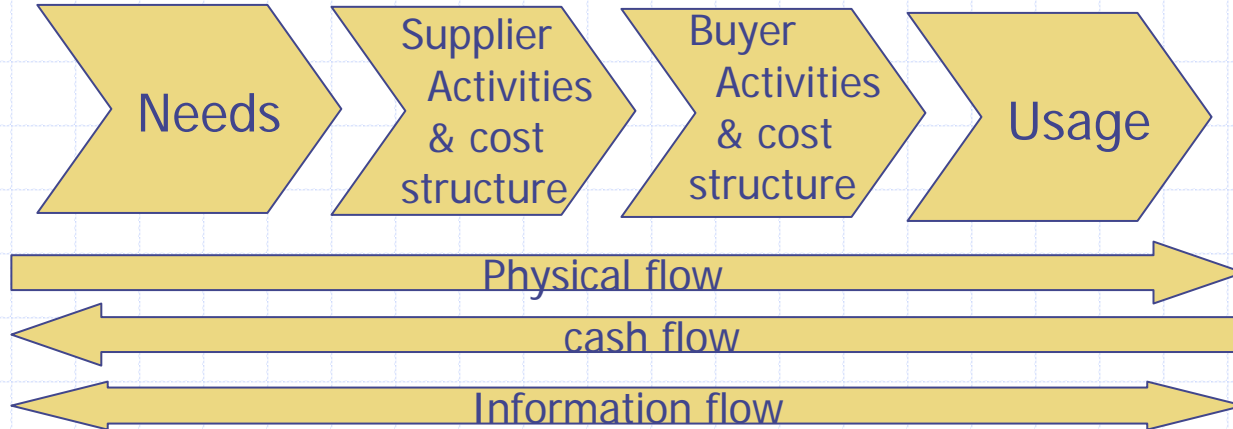 Needs
Supplier
Activities
& cost
structure
Buyer
Activities
& cost
structure
Usage
Physical flow
cash flow
Information flow